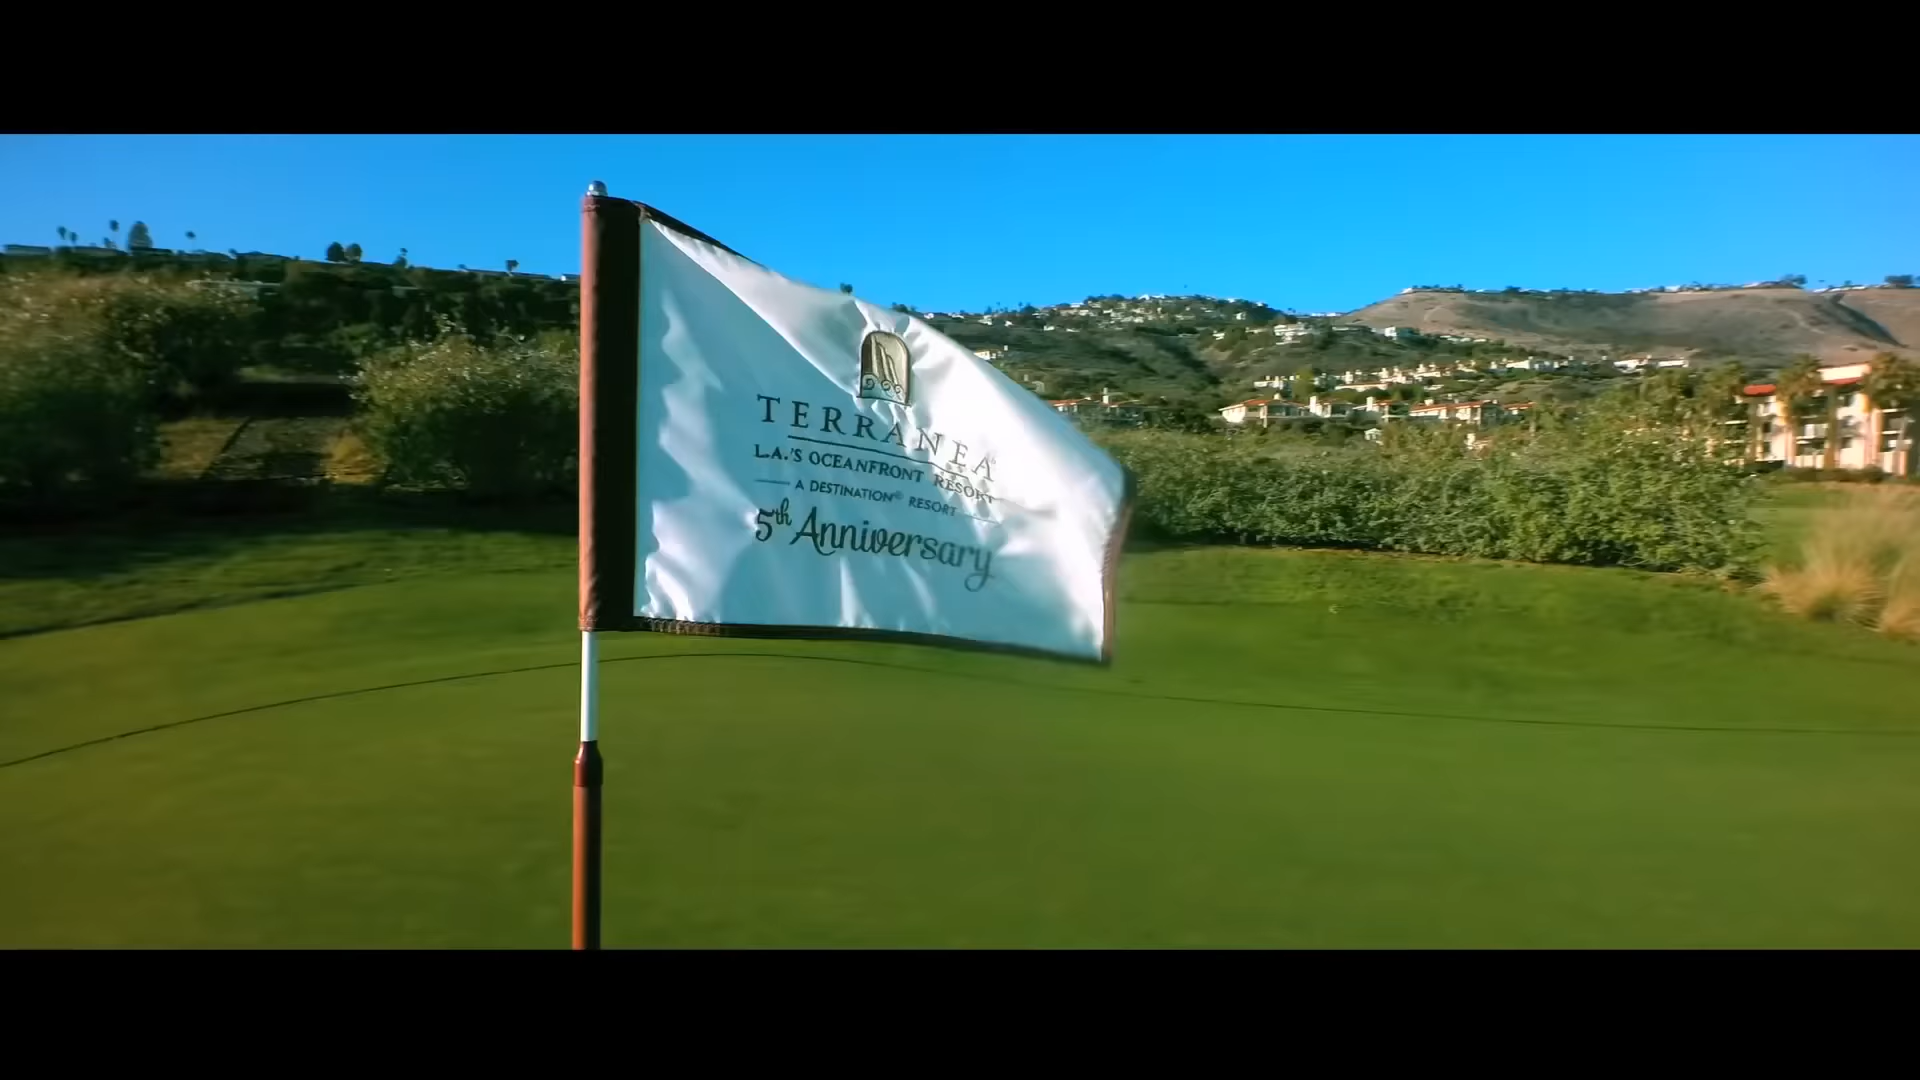 TERRANEA
L.A.'S OCEANFRONT RESORT
A DESTINATION® RESORT
5th Anniversary